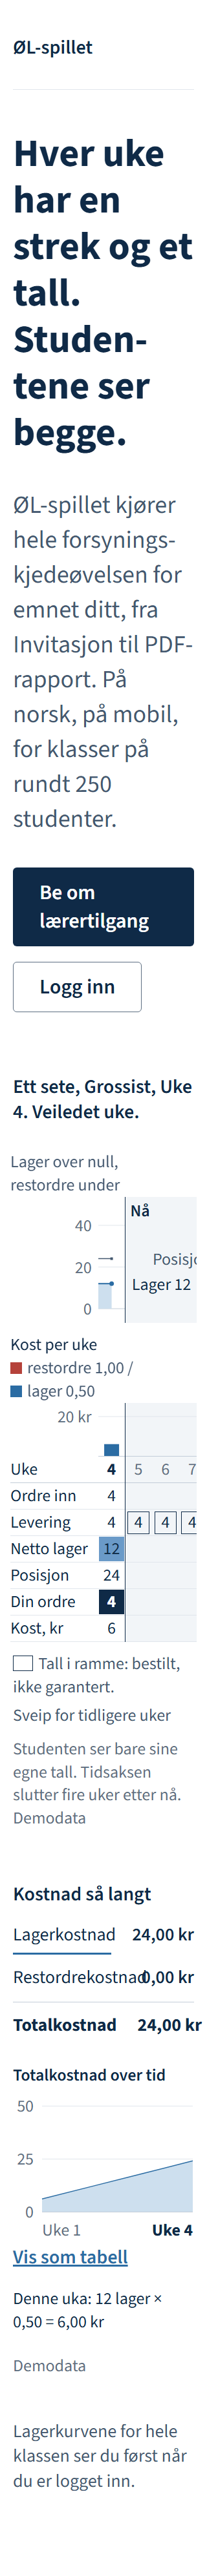 ØL-spillet
Hver uke
har en
strek og et
tall.
Studen-
tene ser
begge.
ØL-spillet kjører
hele forsynings-
kjedeøvelsen for
emnet ditt, fra
Invitasjon til PDF-
rapport. På
norsk, på mobil,
for klasser på
rundt 250
studenter.
Be om
lærertilgang
Logg inn
Ett sete, Grossist, Uke
4. Veiledet uke.
Lager over null,
restordre under
Nå
40
20
0
Lager 12
Kost per uke
restordre 1,00 /
lager 0,50
20 kr
Uke 4 5 6 7
Ordre inn 4
Levering 4 4 4 4
Netto lager 12
Posisjon 24
Din ordre 4
Kost, kr 6
Tall i ramme: bestilt,
ikke garantert.
Sveip for tidligere uker
Studenten ser bare sine
egne tall. Tidsaksen
slutter fire uker etter nå.
Demodata
Kostnad så langt
Lagerkostnad 24,00 kr
Restordrekostnad 0,00 kr
Totalkostnad 24,00 kr
Totalkostnad over tid
50
25
0
Uke 1 Uke 4
Vis som tabell
Denne uka: 12 lager ×
0,50 = 6,00 kr
Demodata
Lagerkurvene for hele
klassen ser du først når
du er logget inn.